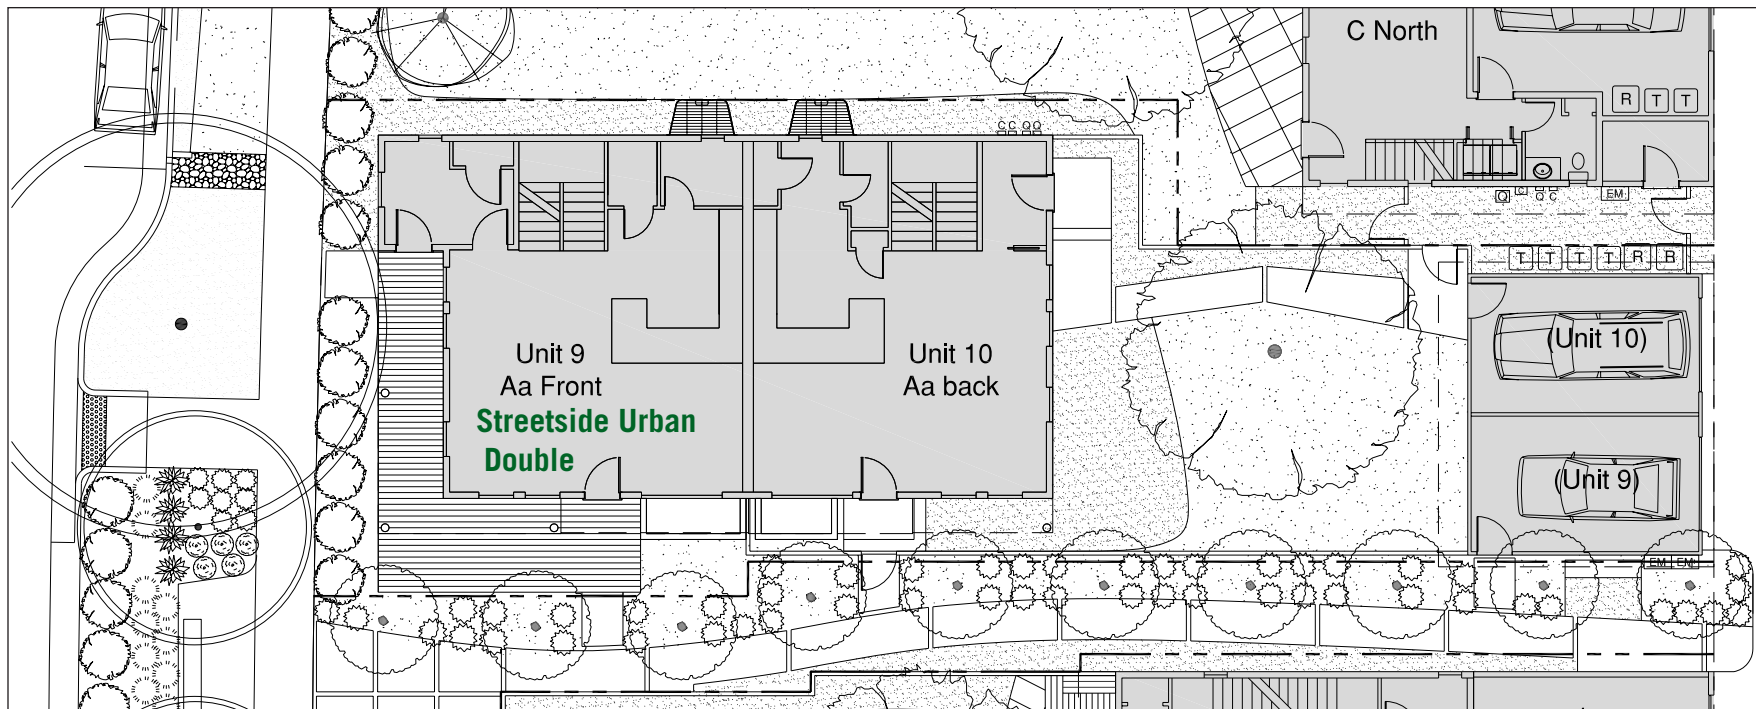 C North
R T T
C C Q Q
Q C Q C EM
T T T T R R
(Unit 10)
Unit 9
Aa Front
Unit 10
Aa back
Streetside Urban
Double
(Unit 9)
EM EM